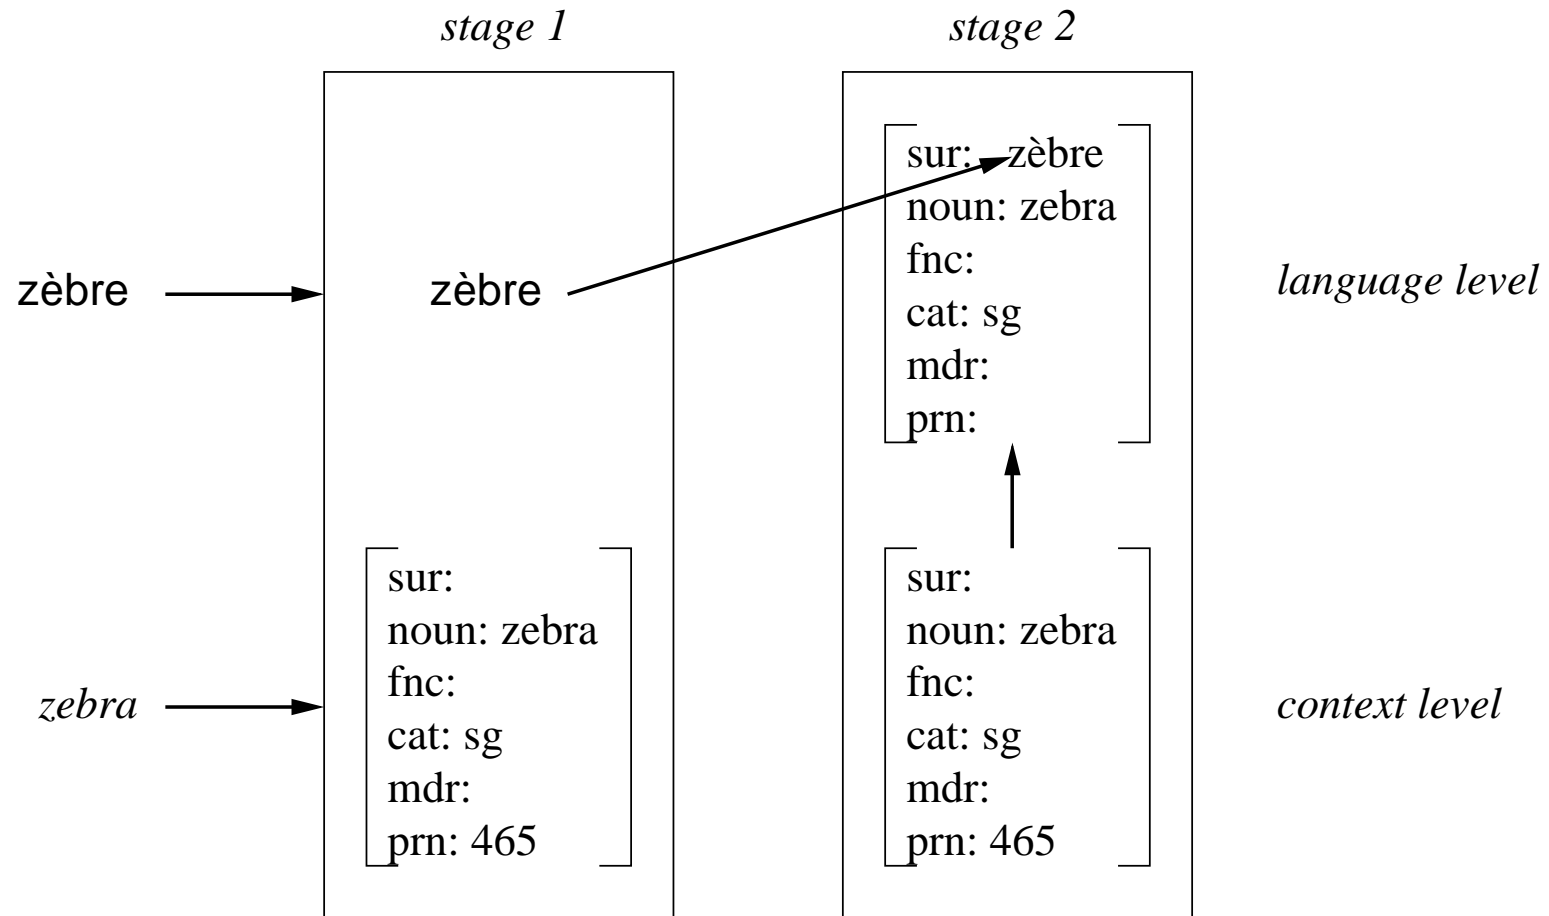 stage 1
stage 2
sur: zèbre
noun: zebra
fnc:
cat: sg
mdr:
prn:
zèbre
zèbre
language level
sur:
noun: zebra
fnc:
cat: sg
mdr:
prn: 465
sur:
noun: zebra
fnc:
cat: sg
mdr:
prn: 465
zebra
context level